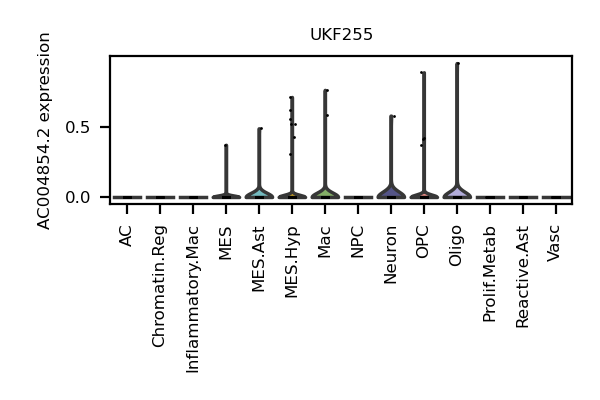 UKF255
AC004854.2 expression
0.5
0.0
AC
Chromatin.Reg
Inflammatory.Mac
MES
MES.Ast
MES.Hyp
Mac
NPC
Neuron
OPC
Oligo
Prolif.Metab
Reactive.Ast
Vasc